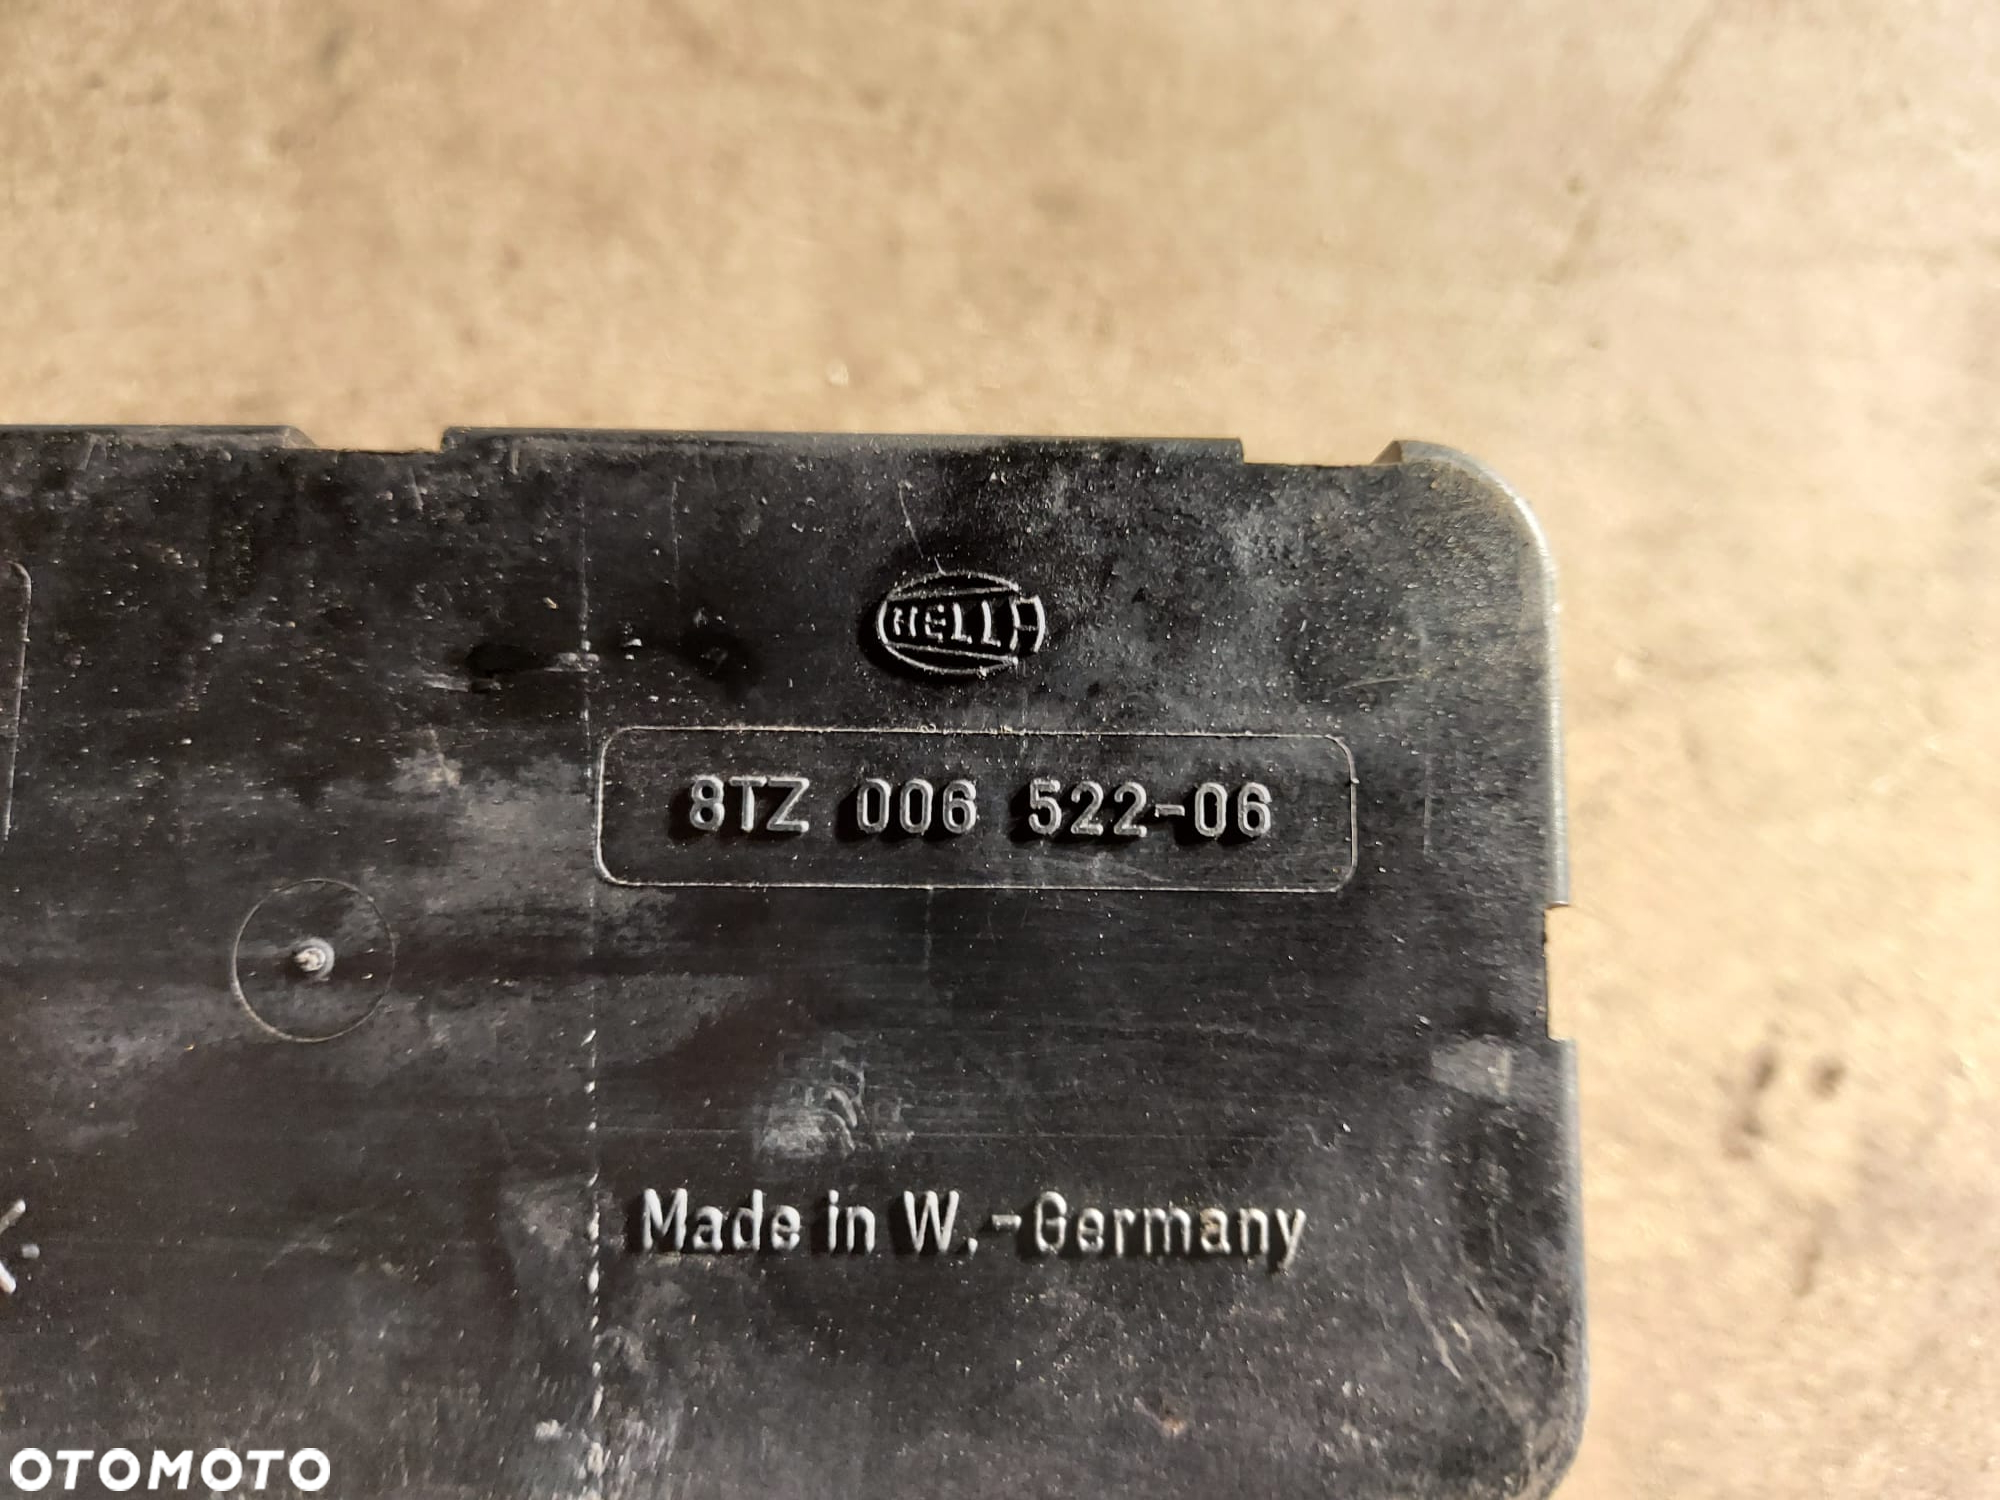 HELLA
8TZ 006 522-06
Made in W.-Germany
OTOMOTO